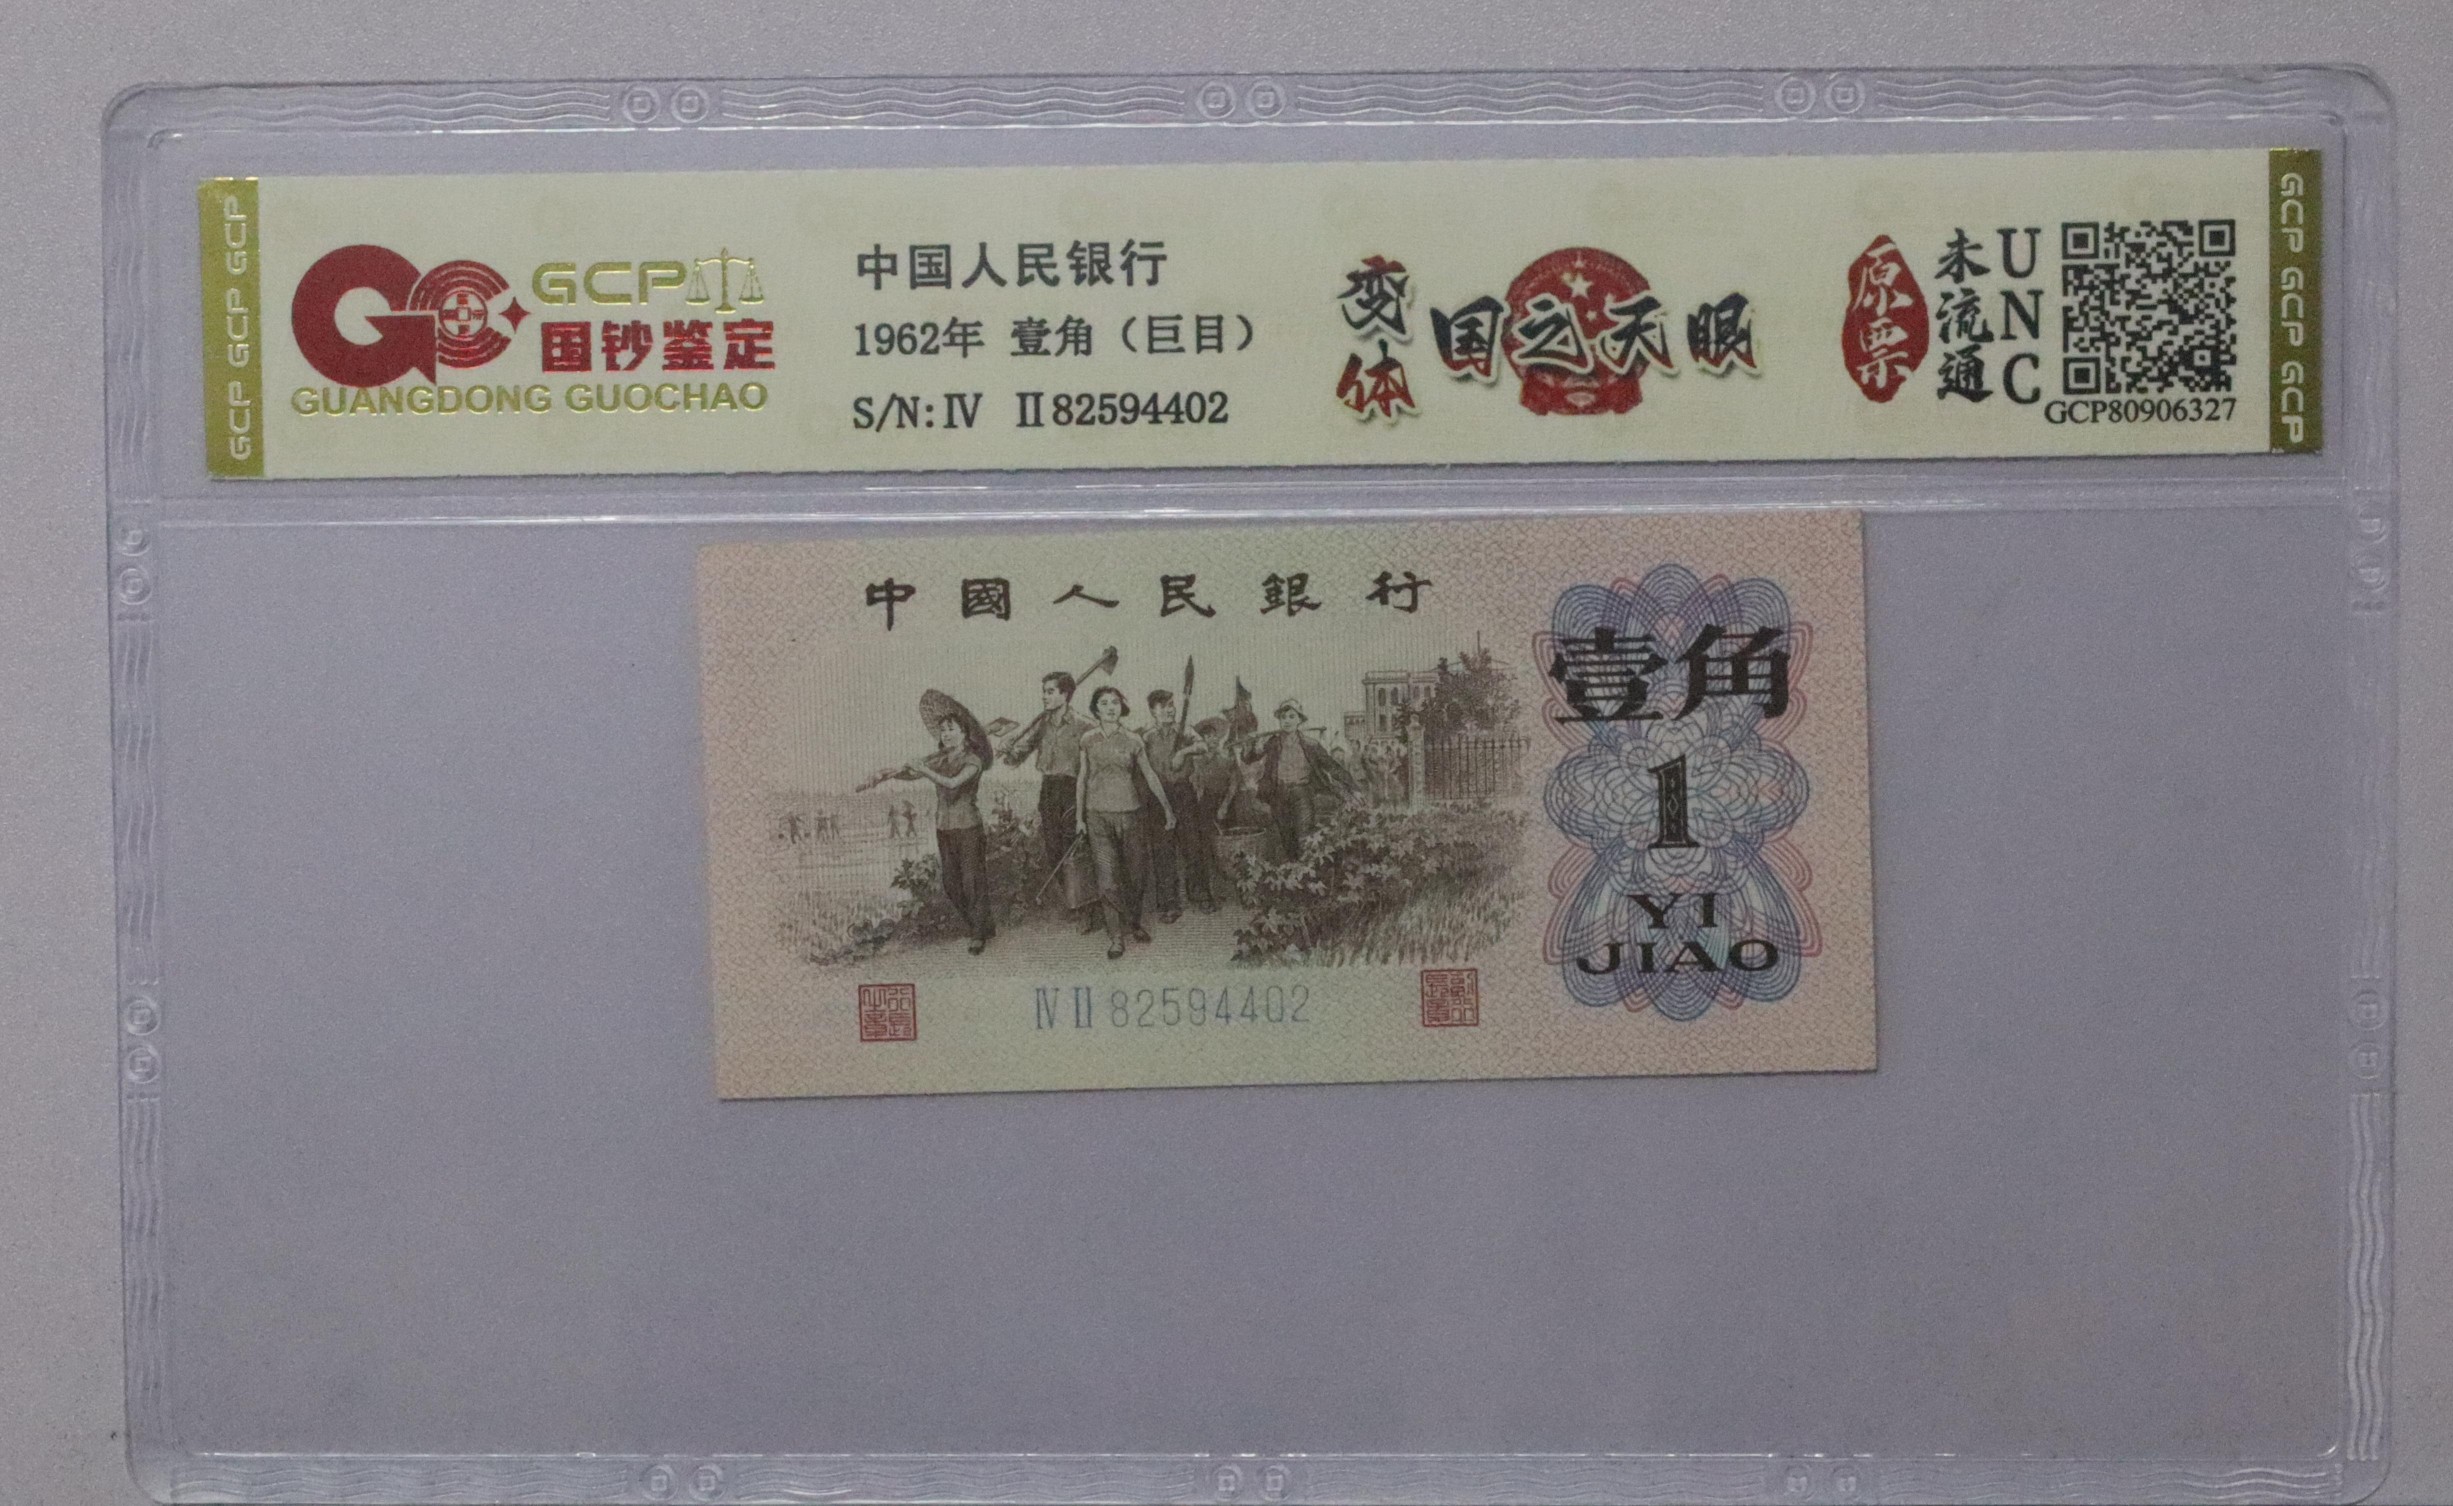 GCP GCP GCP
GCP
国钞鉴定
GUANGDONG GUOCHAO
中国人民银行
1962年 壹角（巨目）
S/N: Ⅳ Ⅱ82594402
变体
国之天眼
原票
未流通
UNC
GCP80906327
GCP GCP GCP
中國人民銀行
壹角
1
YI
JIAO
Ⅳ Ⅱ 82594402